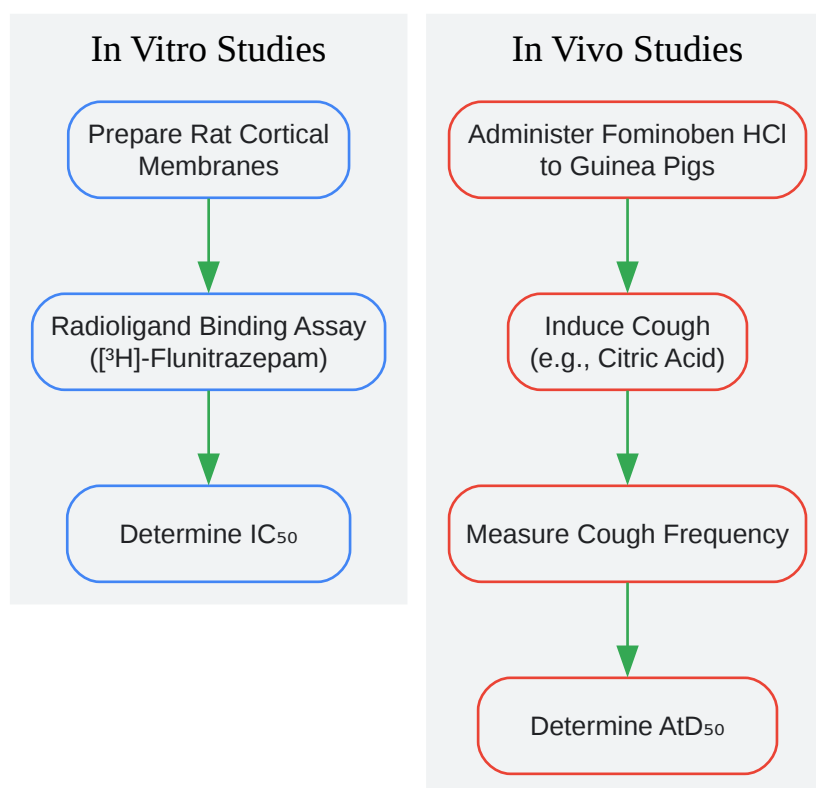 In Vitro Studies
Prepare Rat Cortical
Membranes
Radioligand Binding Assay
([³H]-Flunitrazepam)
Determine IC₅₀
In Vivo Studies
Administer Fominoben HCl
to Guinea Pigs
Induce Cough
(e.g., Citric Acid)
Measure Cough Frequency
Determine AtD₅₀